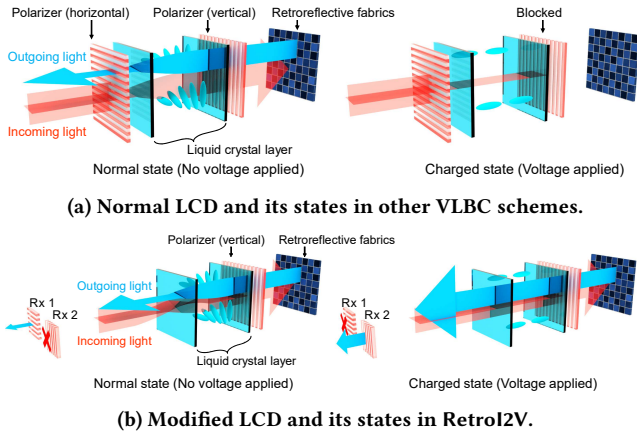 Polarizer (horizontal)
Polarizer (vertical)
Retroreflective fabrics
Blocked
Outgoing light
Incoming light
Liquid crystal layer
Normal state (No voltage applied)
Charged state (Voltage applied)
(a) Normal LCD and its states in other VLBC schemes.
Polarizer (vertical)
Retroreflective fabrics
Outgoing light
Rx 1
Rx 2
Incoming light
Rx 1
Rx 2
Liquid crystal layer
Normal state (No voltage applied)
Charged state (Voltage applied)
(b) Modified LCD and its states in RetroI2V.